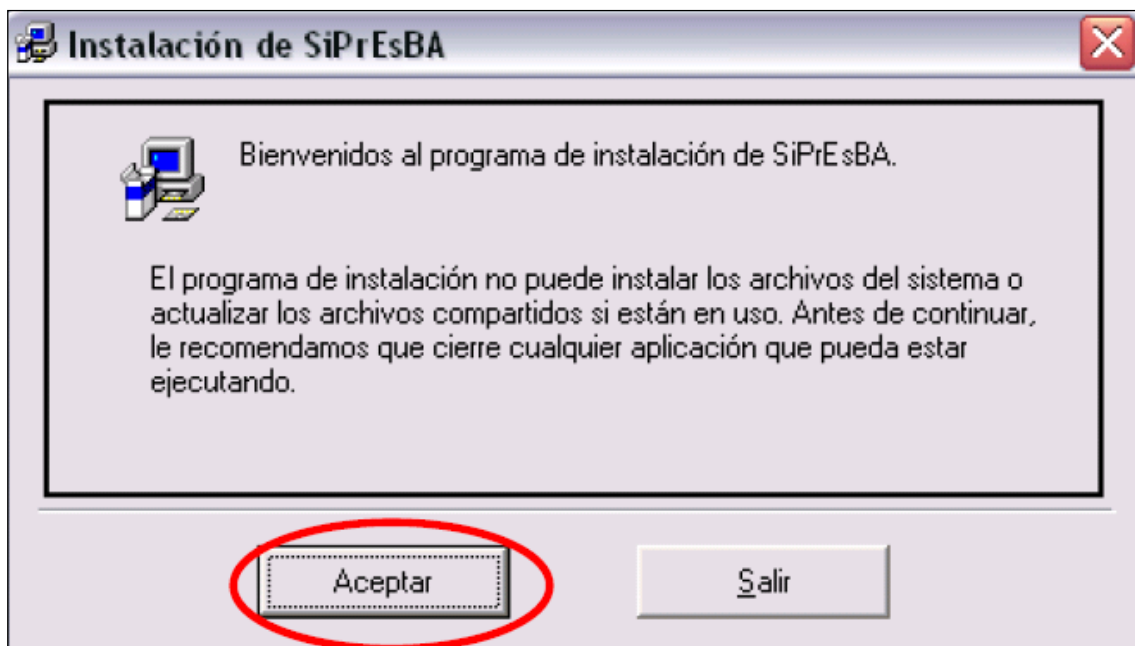 Instalación de SiPrEsBA
Bienvenidos al programa de instalación de SiPrEsBA.
El programa de instalación no puede instalar los archivos del sistema o
actualizar los archivos compartidos si están en uso. Antes de continuar,
le recomendamos que cierre cualquier aplicación que pueda estar
ejecutando.
Aceptar
Salir